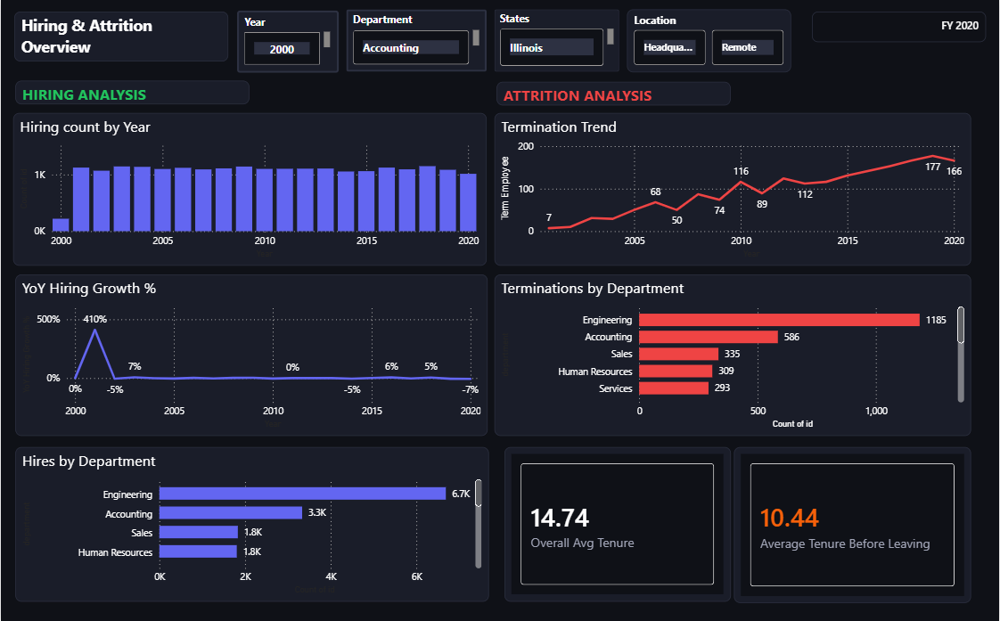 Hiring & Attrition
Overview
Year
2000
Department
Accounting
States
Illinois
Location
Headqua...
Remote
FY 2020
HIRING ANALYSIS
ATTRITION ANALYSIS
Hiring count by Year
1K
0K
2000 2005 2010 2015 2020
Termination Trend
Term Employee
200
100
0
7 68 50 74 116 89 112 177 166
2005 2010 2015 2020
YoY Hiring Growth %
500%
0%
0% 410% -5% 7% 0% -5% 6% 5% -7%
2000 2005 2010 2015 2020
Terminations by Department
Engineering 1185
Accounting 586
Sales 335
Human Resources 309
Services 293
0 500 1,000
Count of id
Hires by Department
Engineering 6.7K
Accounting 3.3K
Sales 1.8K
Human Resources 1.8K
0K 2K 4K 6K
14.74
Overall Avg Tenure
10.44
Average Tenure Before Leaving